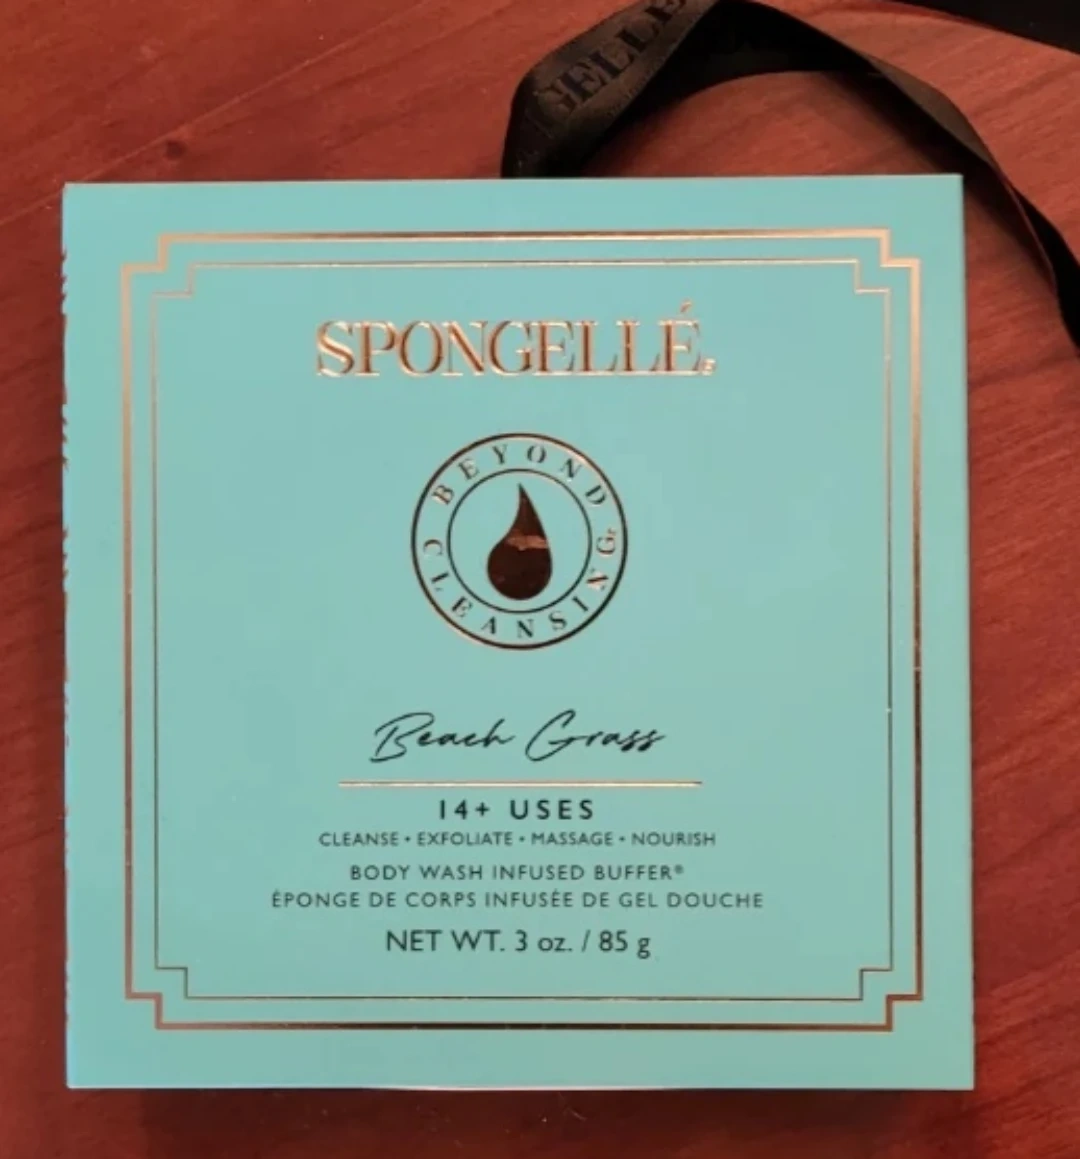 GELLE
SPONGELLÉ®
BEYOND
CLEANSING
Beach Grass
14+ USES
CLEANSE • EXFOLIATE • MASSAGE • NOURISH
BODY WASH INFUSED BUFFER®
ÉPONGE DE CORPS INFUSÉE DE GEL DOUCHE
NET WT. 3 oz. / 85 g